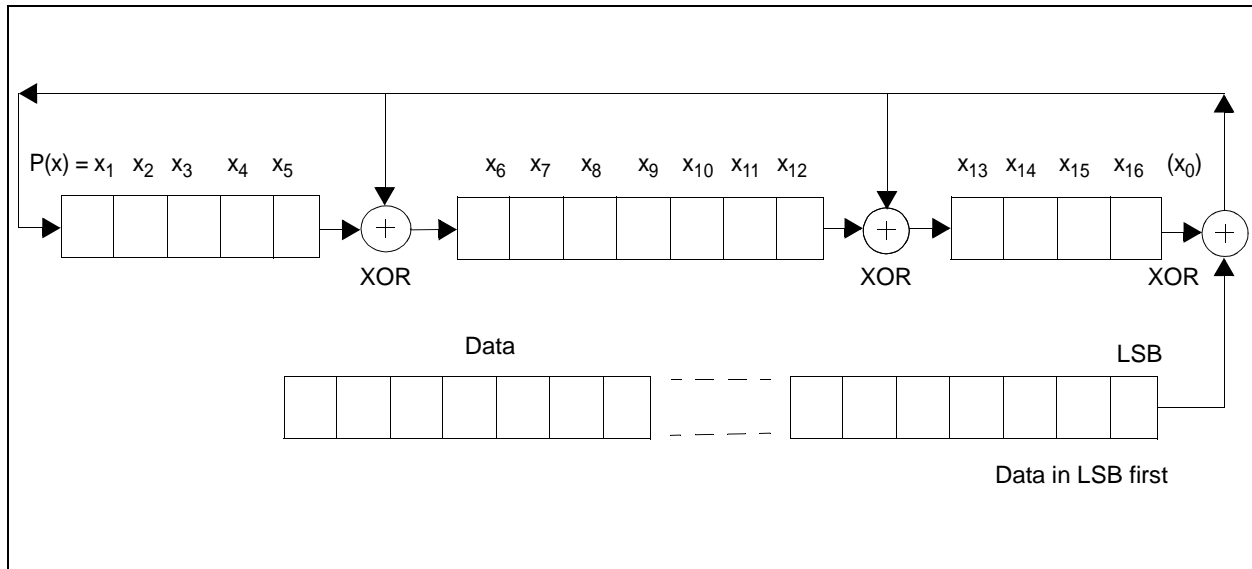 P(x) = x₁ x₂ x₃ x₄ x₅ x₆ x₇ x₈ x₉ x₁₀ x₁₁ x₁₂ x₁₃ x₁₄ x₁₅ x₁₆ (x₀)
+ + +
XOR XOR XOR
Data LSB
Data in LSB first